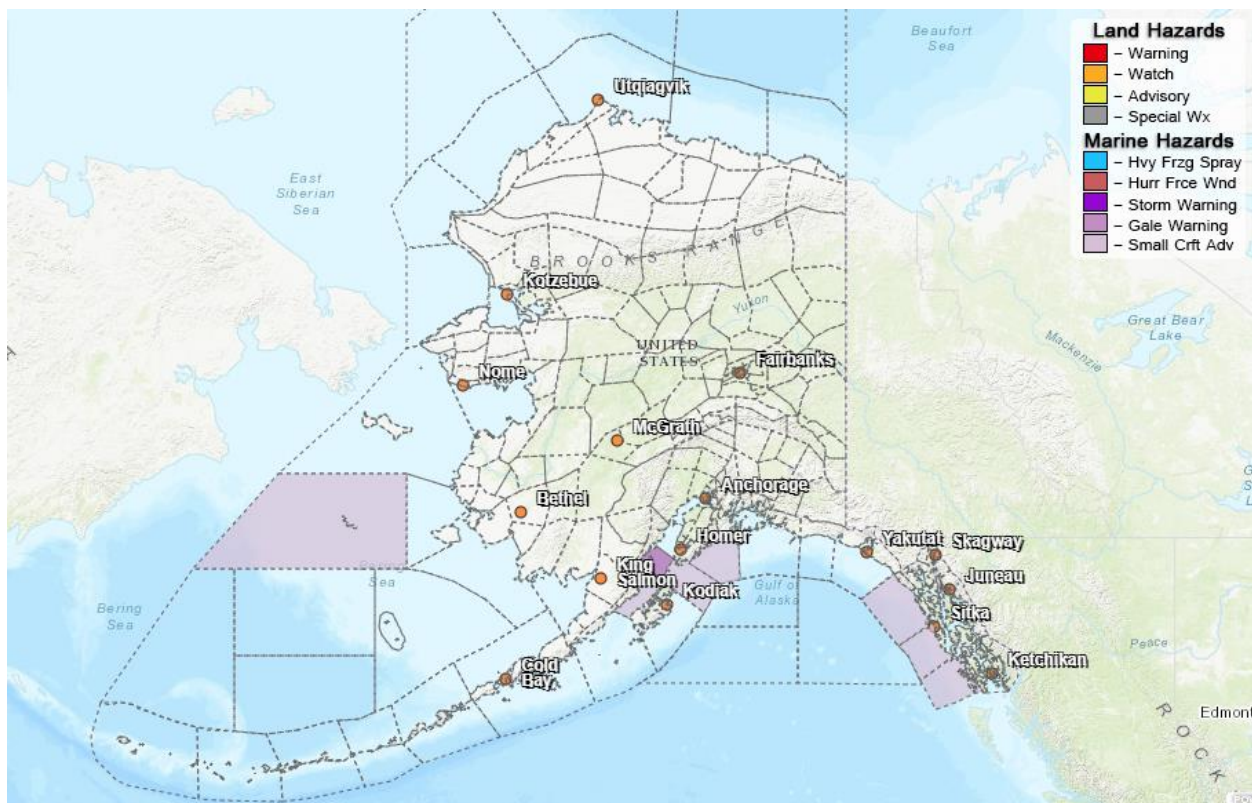 Land Hazards
– Warning
– Watch
– Advisory
– Special Wx
Marine Hazards
– Hvy Frzg Spray
– Hurr Frce Wnd
– Storm Warning
– Gale Warning
– Small Crft Adv
Beaufort
Sea
Utqiagvik
East
Siberian
Sea
BROOKS RANGE
Kotzebue
Yukon
Great Bear
Lake
Mackenzie
UNITED
STATES
Fairbanks
Nome
McGrath
Anchorage
Bethel
Homer
Yakutat
Skagway
King
Salmon
Sea
Juneau
Kodiak
Gulf of
Alaska
Bering
Sea
Sitka
Peace
Ketchikan
Cold
Bay
Edmont
ROCK